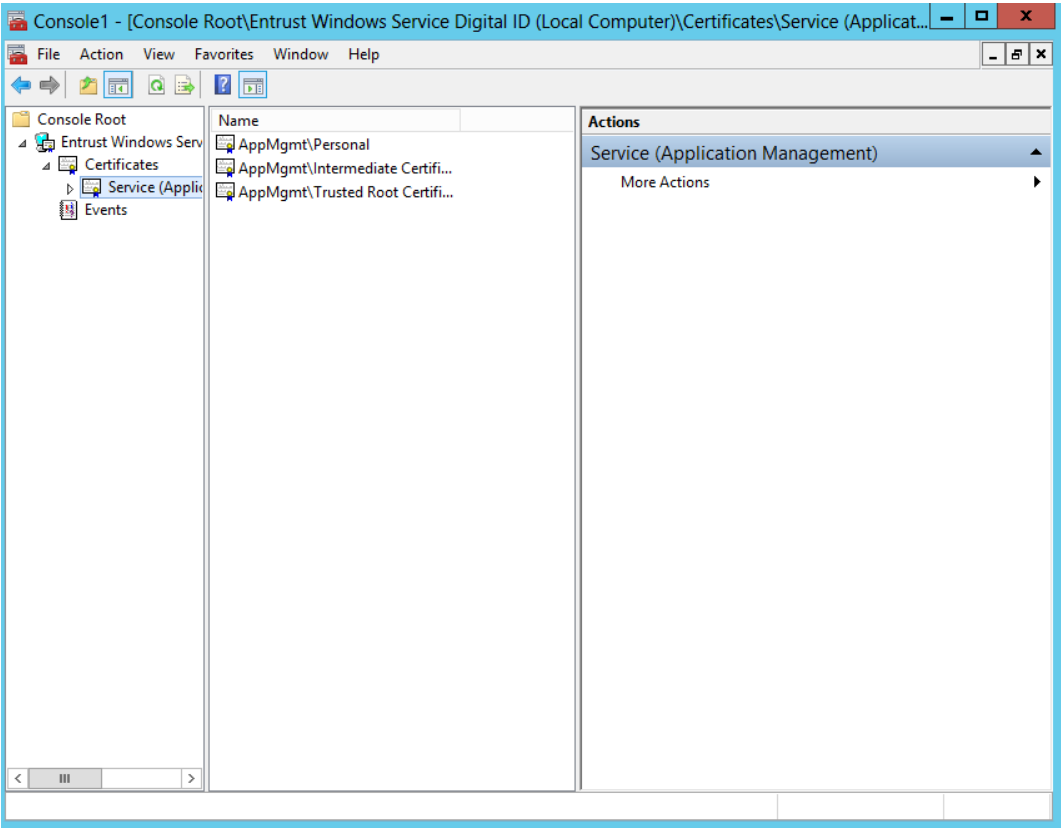 Console1 - [Console Root\Entrust Windows Service Digital ID (Local Computer)\Certificates\Service (Applicat...
File Action View Favorites Window Help
Console Root
Entrust Windows Serv
Certificates
Service (Applic
Events
Name
AppMgmt\Personal
AppMgmt\Intermediate Certifi...
AppMgmt\Trusted Root Certifi...
Actions
Service (Application Management)
More Actions